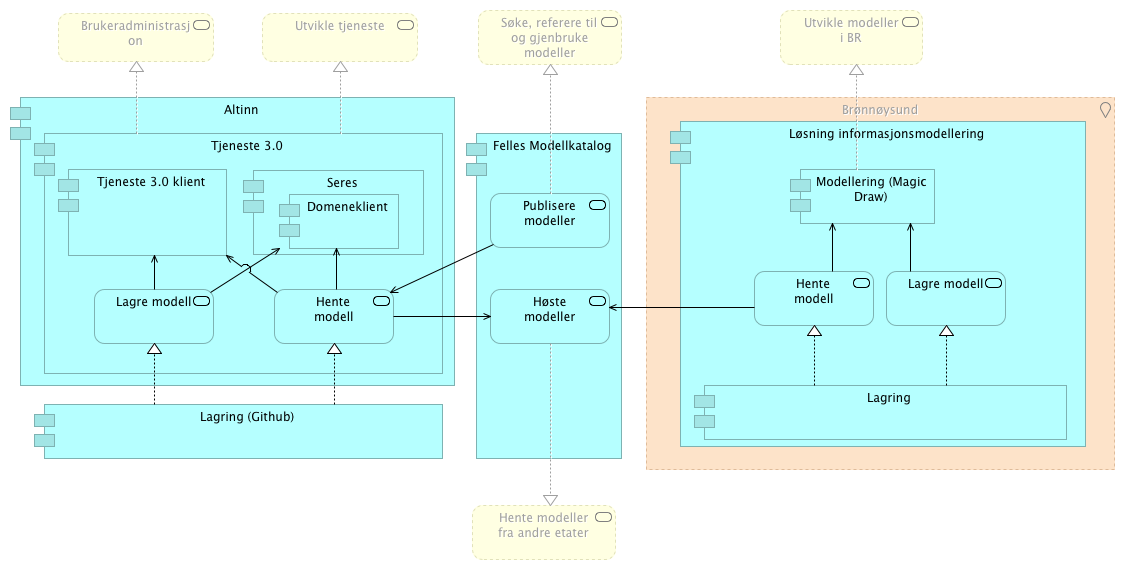 Brukeradministrasj
on
Utvikle tjeneste
Søke, referere til
og gjenbruke
modeller
Utvikle modeller
i BR
Altinn
Tjeneste 3.0
Tjeneste 3.0 klient
Seres
Domeneklient
Lagre modell
Hente
modell
Lagring (Github)
Felles Modellkatalog
Publisere
modeller
Høste
modeller
Hente modeller
fra andre etater
Brønnøysund
Løsning informasjonsmodellering
Modellering (Magic
Draw)
Hente
modell
Lagre modell
Lagring